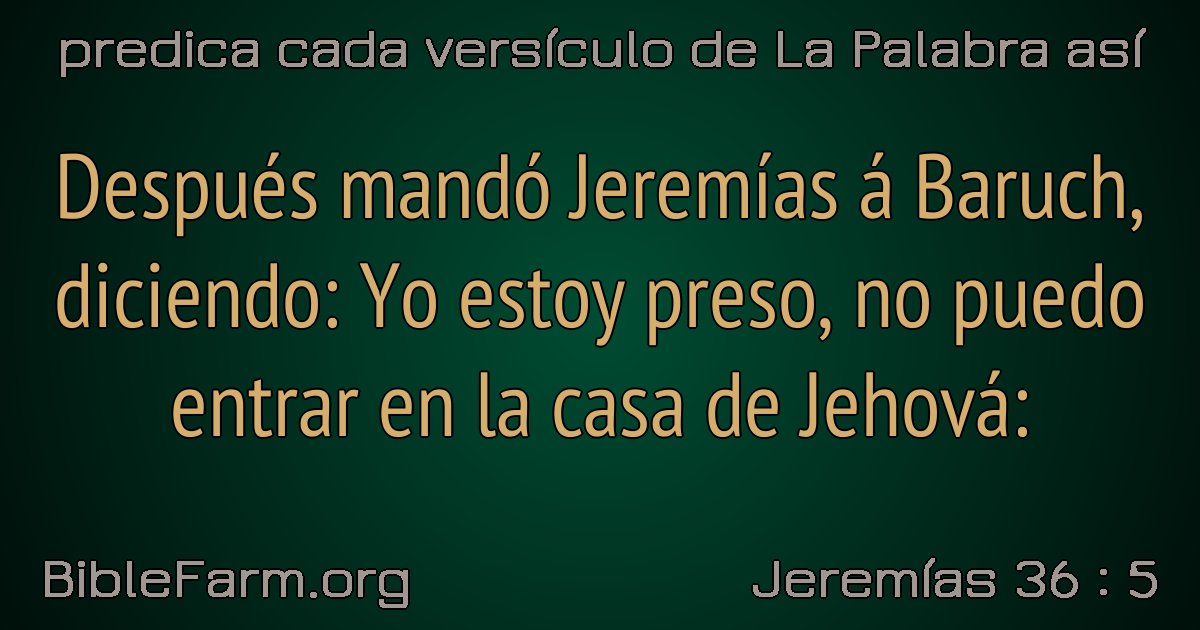 predica cada versículo de La Palabra así
Después mandó Jeremías á Baruch,
diciendo: Yo estoy preso, no puedo
entrar en la casa de Jehová:
BibleFarm.org
Jeremías 36 : 5